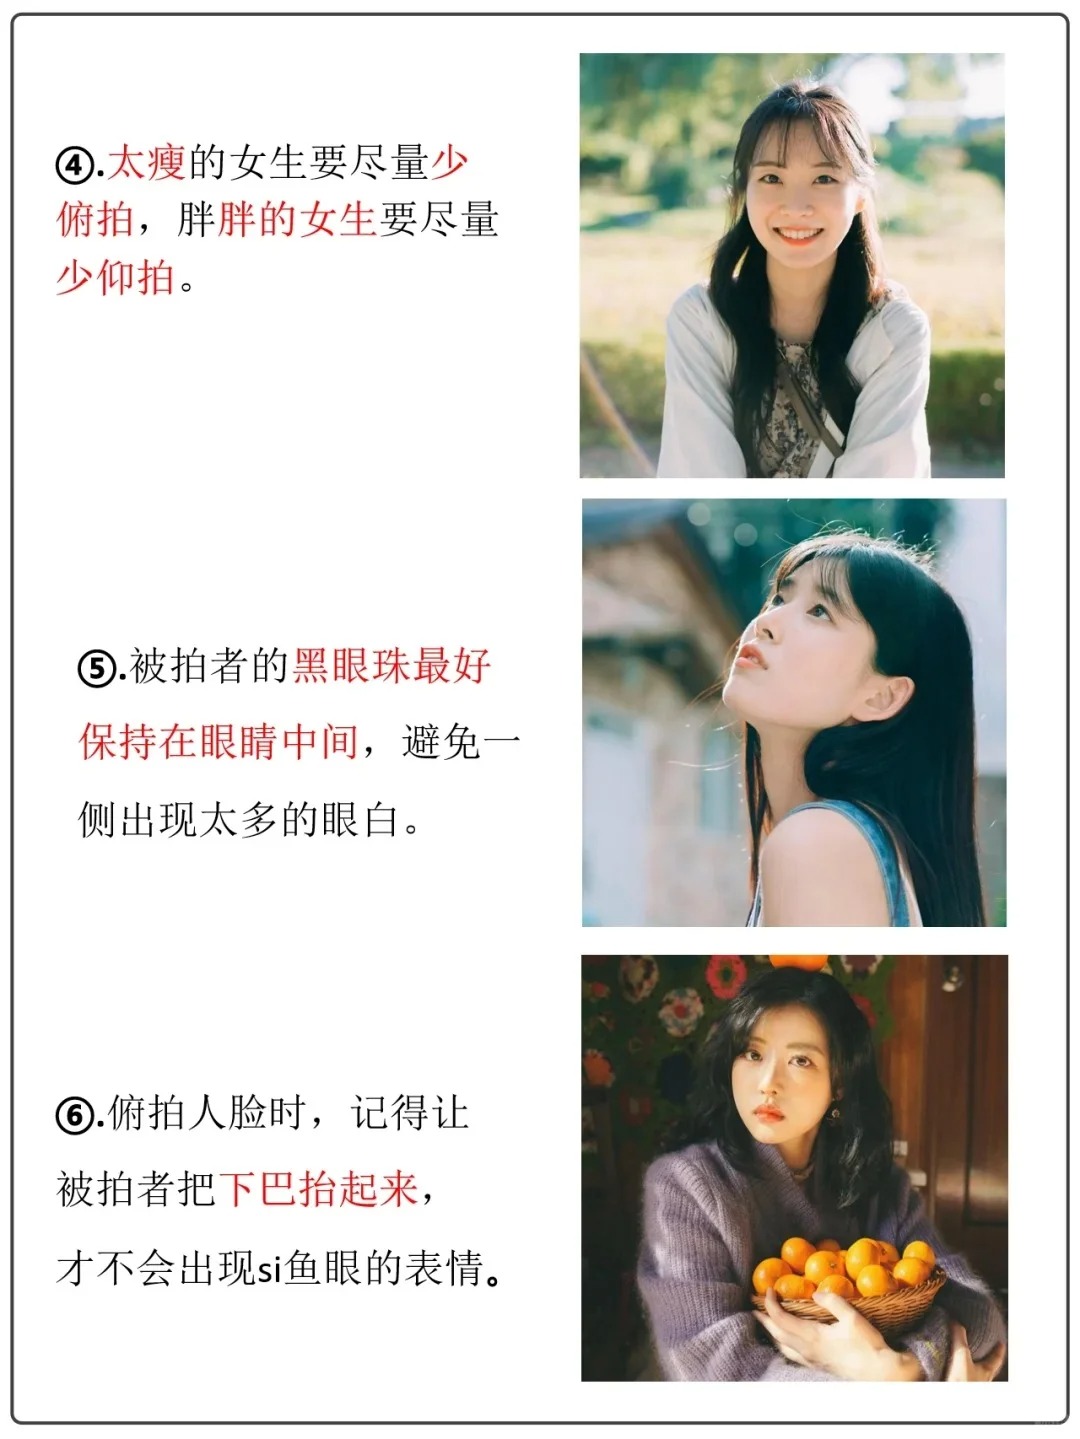 ④.太瘦的女生要尽量少
俯拍，胖胖的女生要尽量
少仰拍。
⑤.被拍者的黑眼珠最好
保持在眼睛中间，避免一
侧出现太多的眼白。
⑥.俯拍人脸时，记得让
被拍者把下巴抬起来，
才不会出现si鱼眼的表情。